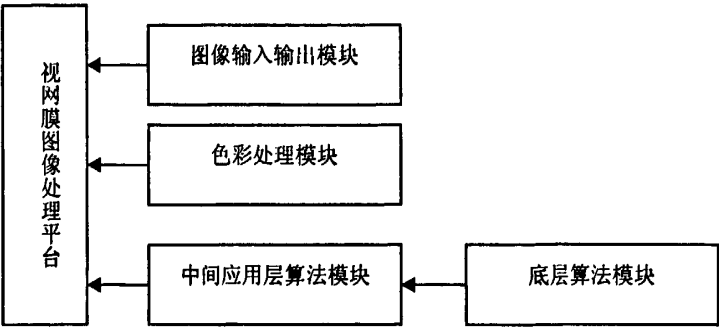 视网膜图像处理平台
图像输入输出模块
色彩处理模块
中间应用层算法模块
底层算法模块